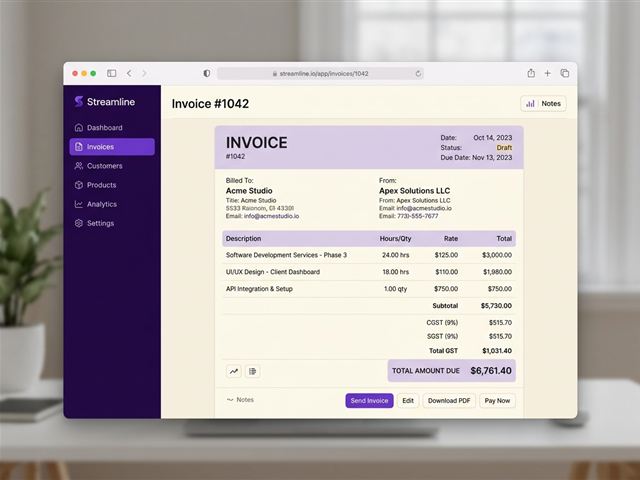 streamline.io/app/invoices/1042
Streamline
Dashboard
Invoices
Customers
Products
Analytics
Settings
Invoice #1042
Notes
INVOICE
#1042
Date: Oct 14, 2023
Status: Draft
Due Date: Nov 13, 2023
Billed To:
Acme Studio
Title: Acme Studio
Email: info@acmestudio.io
From:
Apex Solutions LLC
From: Apex Solutions LLC
Email info@acmestudio.io
Email: 773)-555-7677
Description Hours/Qty Rate Total
Software Development Services - Phase 3 24.00 hrs $125.00 $3,000.00
UI/UX Design - Client Dashboard 18.00 hrs $110.00 $1,980.00
API Integration & Setup 1.00 qty $750.00 $750.00
Subtotal $5,730.00
CGST (9%) $515.70
SGST (9%) $515.70
Total GST $1,031.40
TOTAL AMOUNT DUE $6,761.40
Notes
Send Invoice
Edit
Download PDF
Pay Now